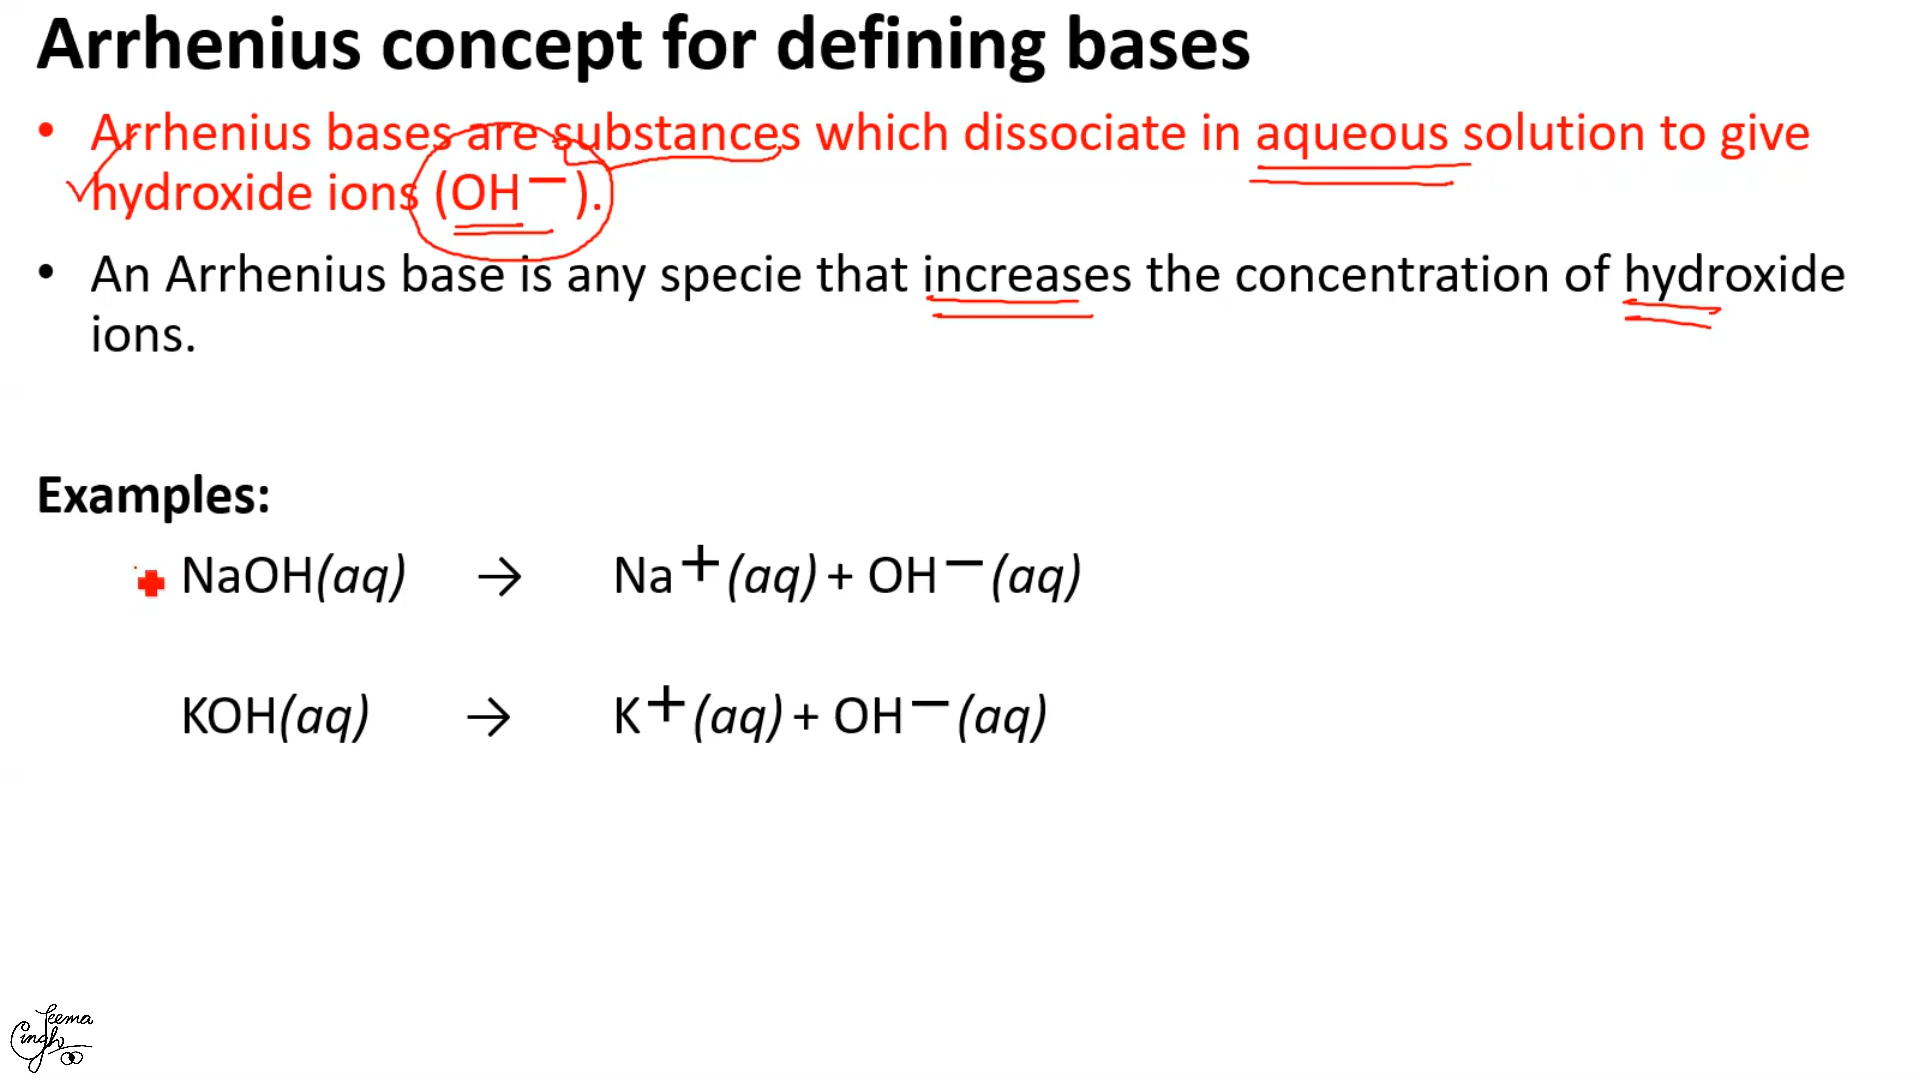 Arrhenius concept for defining bases
• Arrhenius bases are substances which dissociate in aqueous solution to give
hydroxide ions (OH⁻).
• An Arrhenius base is any specie that increases the concentration of hydroxide
ions.
Examples:
NaOH(aq) → Na⁺(aq) + OH⁻(aq)
KOH(aq) → K⁺(aq) + OH⁻(aq)